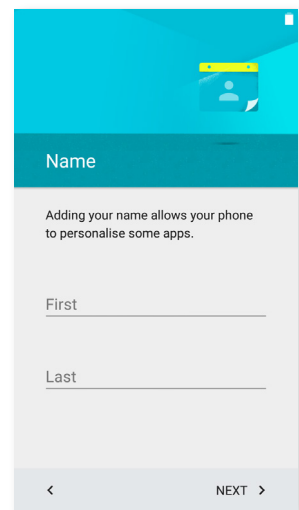 Name
Adding your name allows your phone
to personalise some apps.
First
Last
NEXT